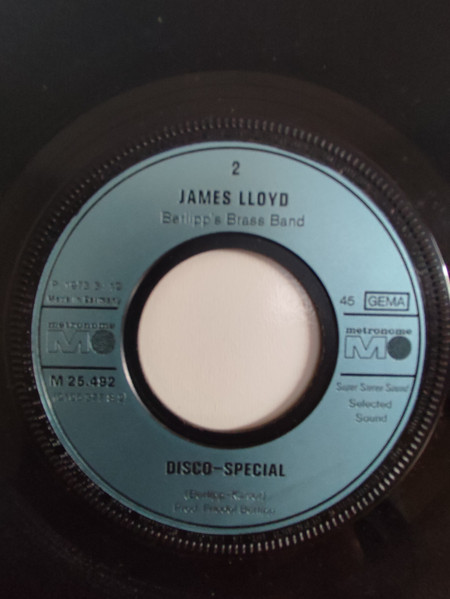 2
JAMES LLOYD
Betlipp's Brass Band
Made in Germany
45 GEMA
metronome
metronome
M 25.492
Super Stereo Sound
Selected
Sound
DISCO-SPECIAL